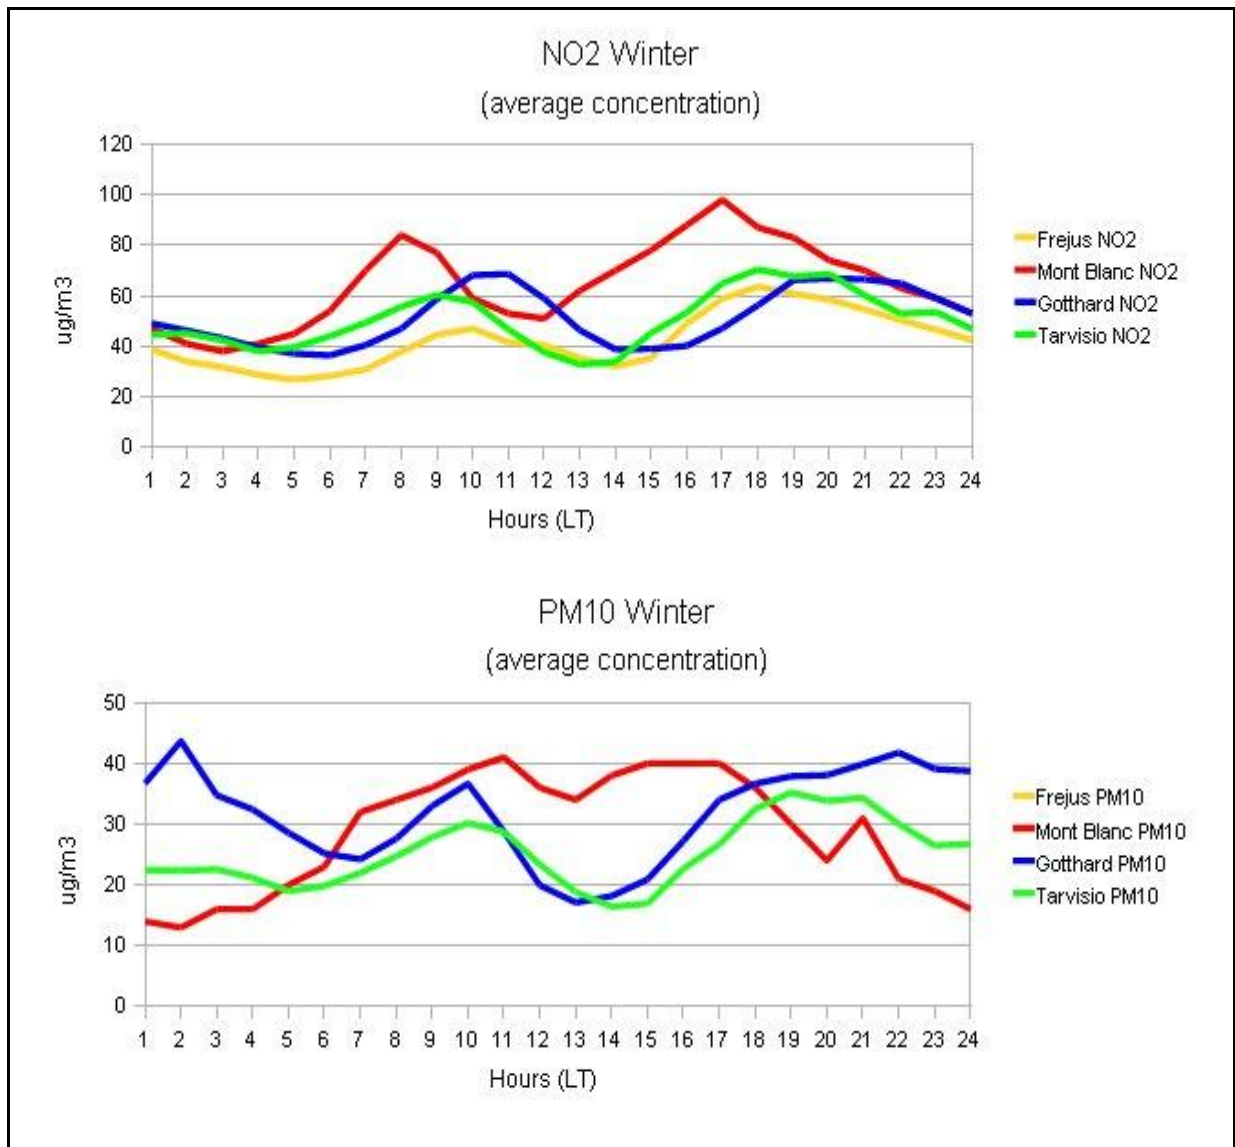 NO2 Winter
(average concentration)
120
100
80
60
40
20
0
ug/m3
1 2 3 4 5 6 7 8 9 10 11 12 13 14 15 16 17 18 19 20 21 22 23 24
Hours (LT)
Frejus NO2
Mont Blanc NO2
Gotthard NO2
Tarvisio NO2
PM10 Winter
(average concentration)
50
40
30
20
10
0
ug/m3
1 2 3 4 5 6 7 8 9 10 11 12 13 14 15 16 17 18 19 20 21 22 23 24
Hours (LT)
Frejus PM10
Mont Blanc PM10
Gotthard PM10
Tarvisio PM10